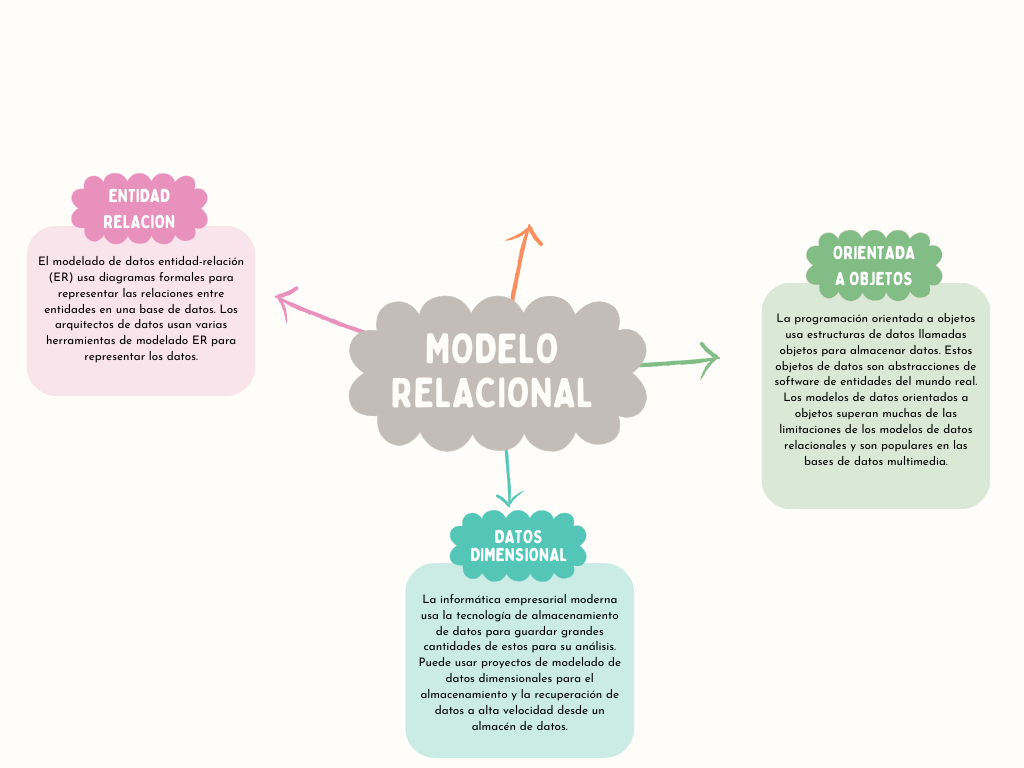 ENTIDAD
RELACION
El modelado de datos entidad-relación
(ER) usa diagramas formales para
representar las relaciones entre
entidades en una base de datos. Los
arquitectos de datos usan varias
herramientas de modelado ER para
representar los datos.
MODELO
RELACIONAL
ORIENTADA
A OBJETOS
La programación orientada a objetos
usa estructuras de datos llamadas
objetos para almacenar datos. Estos
objetos de datos son abstracciones de
software de entidades del mundo real.
Los modelos de datos orientados a
objetos superan muchas de las
limitaciones de los modelos de datos
relacionales y son populares en las
bases de datos multimedia.
DATOS
DIMENSIONAL
La informática empresarial moderna
usa la tecnología de almacenamiento
de datos para guardar grandes
cantidades de estos para su análisis.
Puede usar proyectos de modelado de
datos dimensionales para el
almacenamiento y la recuperación de
datos a alta velocidad desde un
almacén de datos.